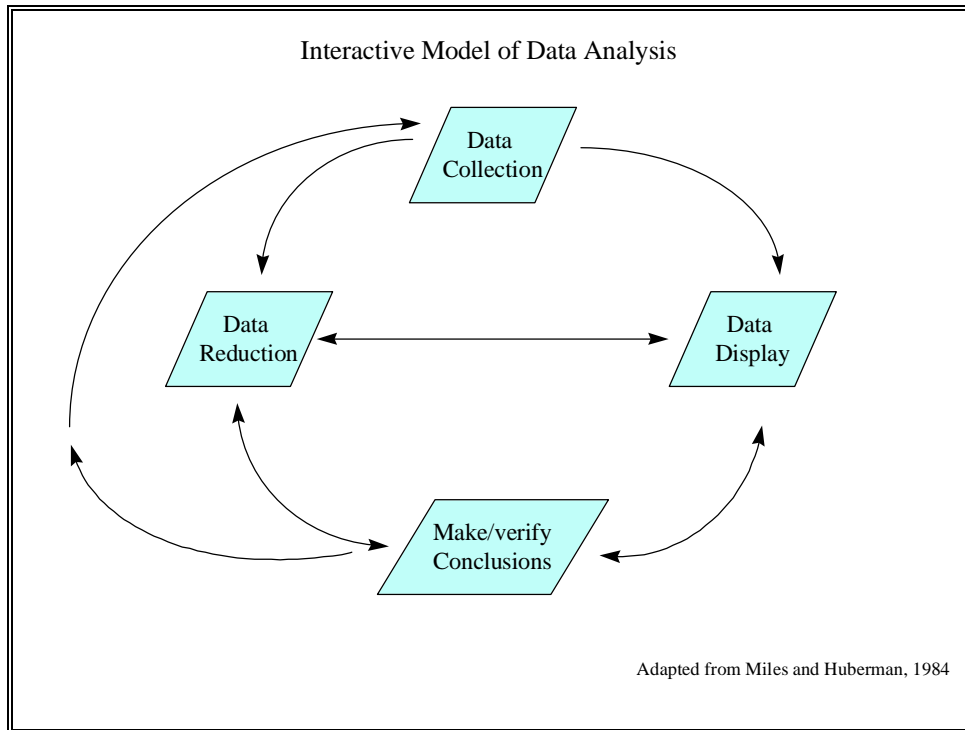 Interactive Model of Data Analysis
Data
Collection
Data
Reduction
Data
Display
Make/verify
Conclusions
Adapted from Miles and Huberman, 1984